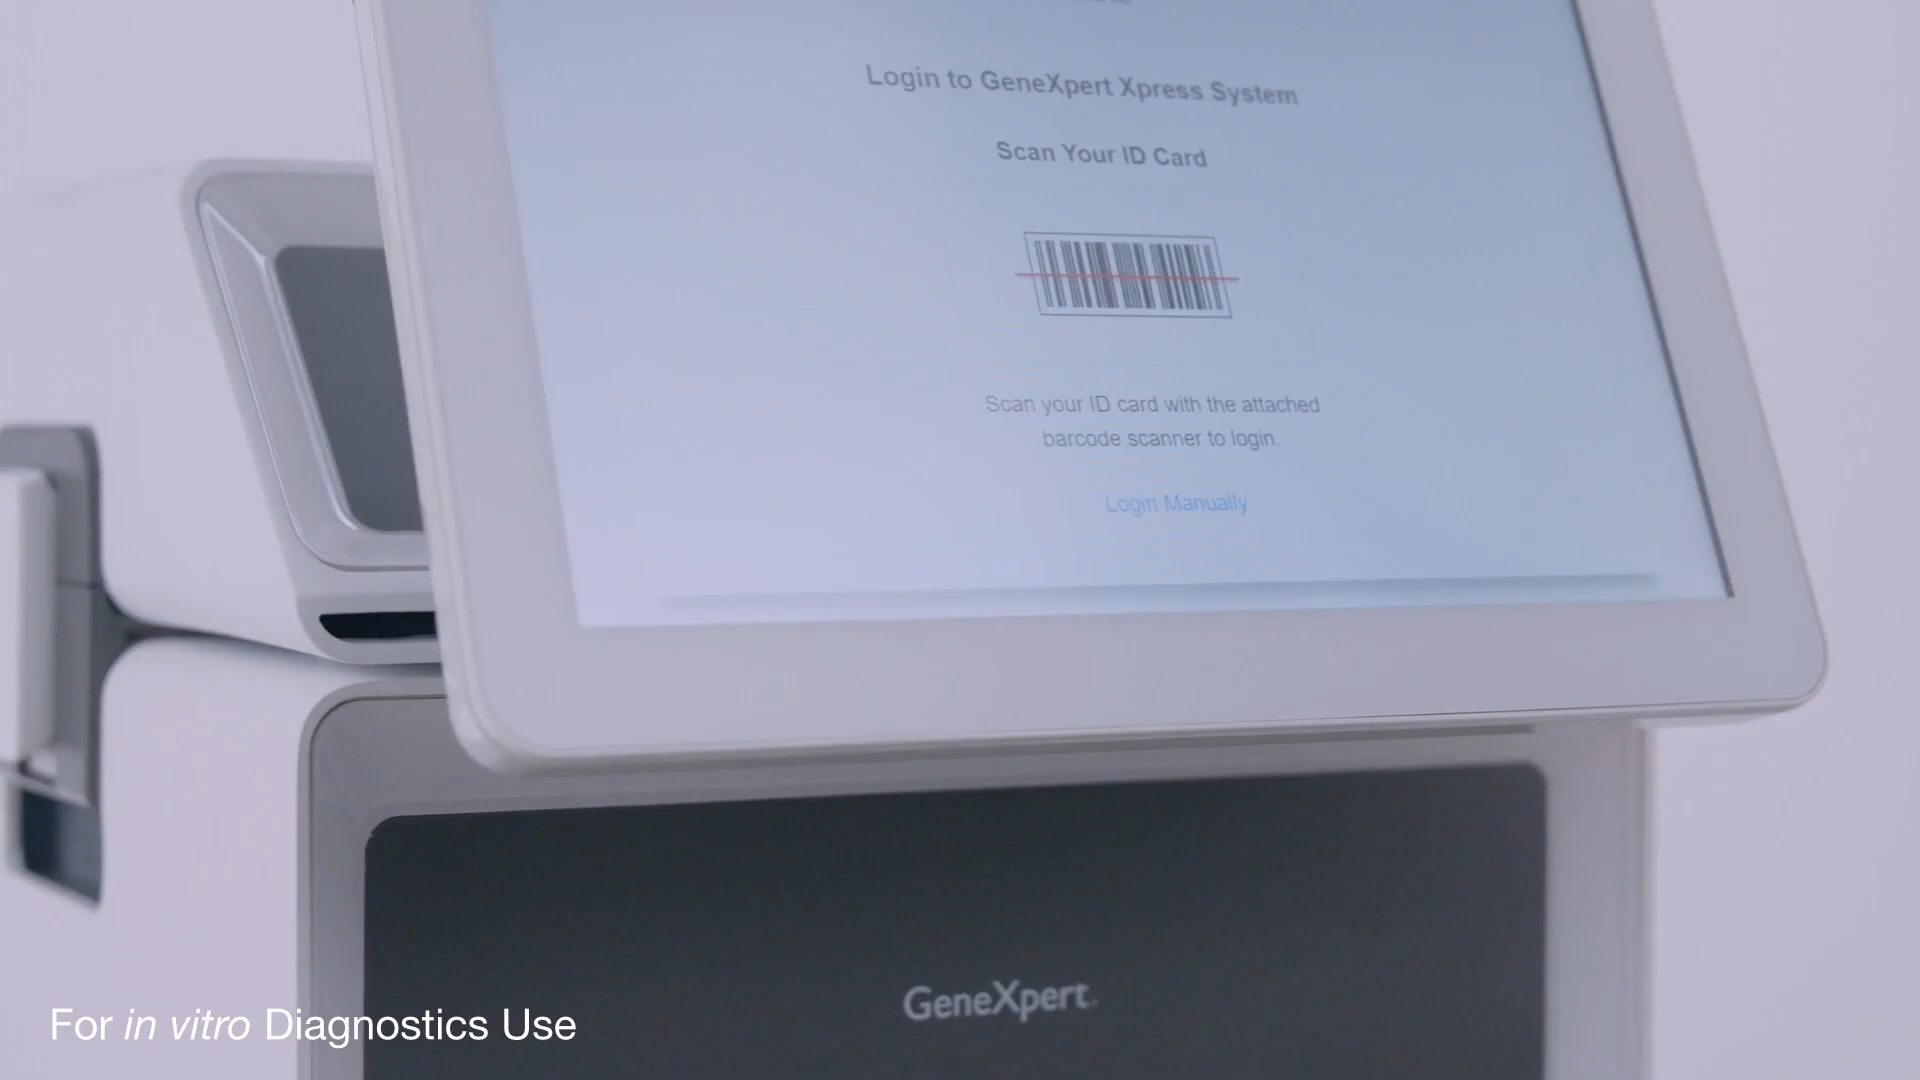 Login to GeneXpert Xpress System
Scan Your ID Card
Scan your ID card with the attached
barcode scanner to login.
Login Manually
GeneXpert.
For in vitro Diagnostics Use